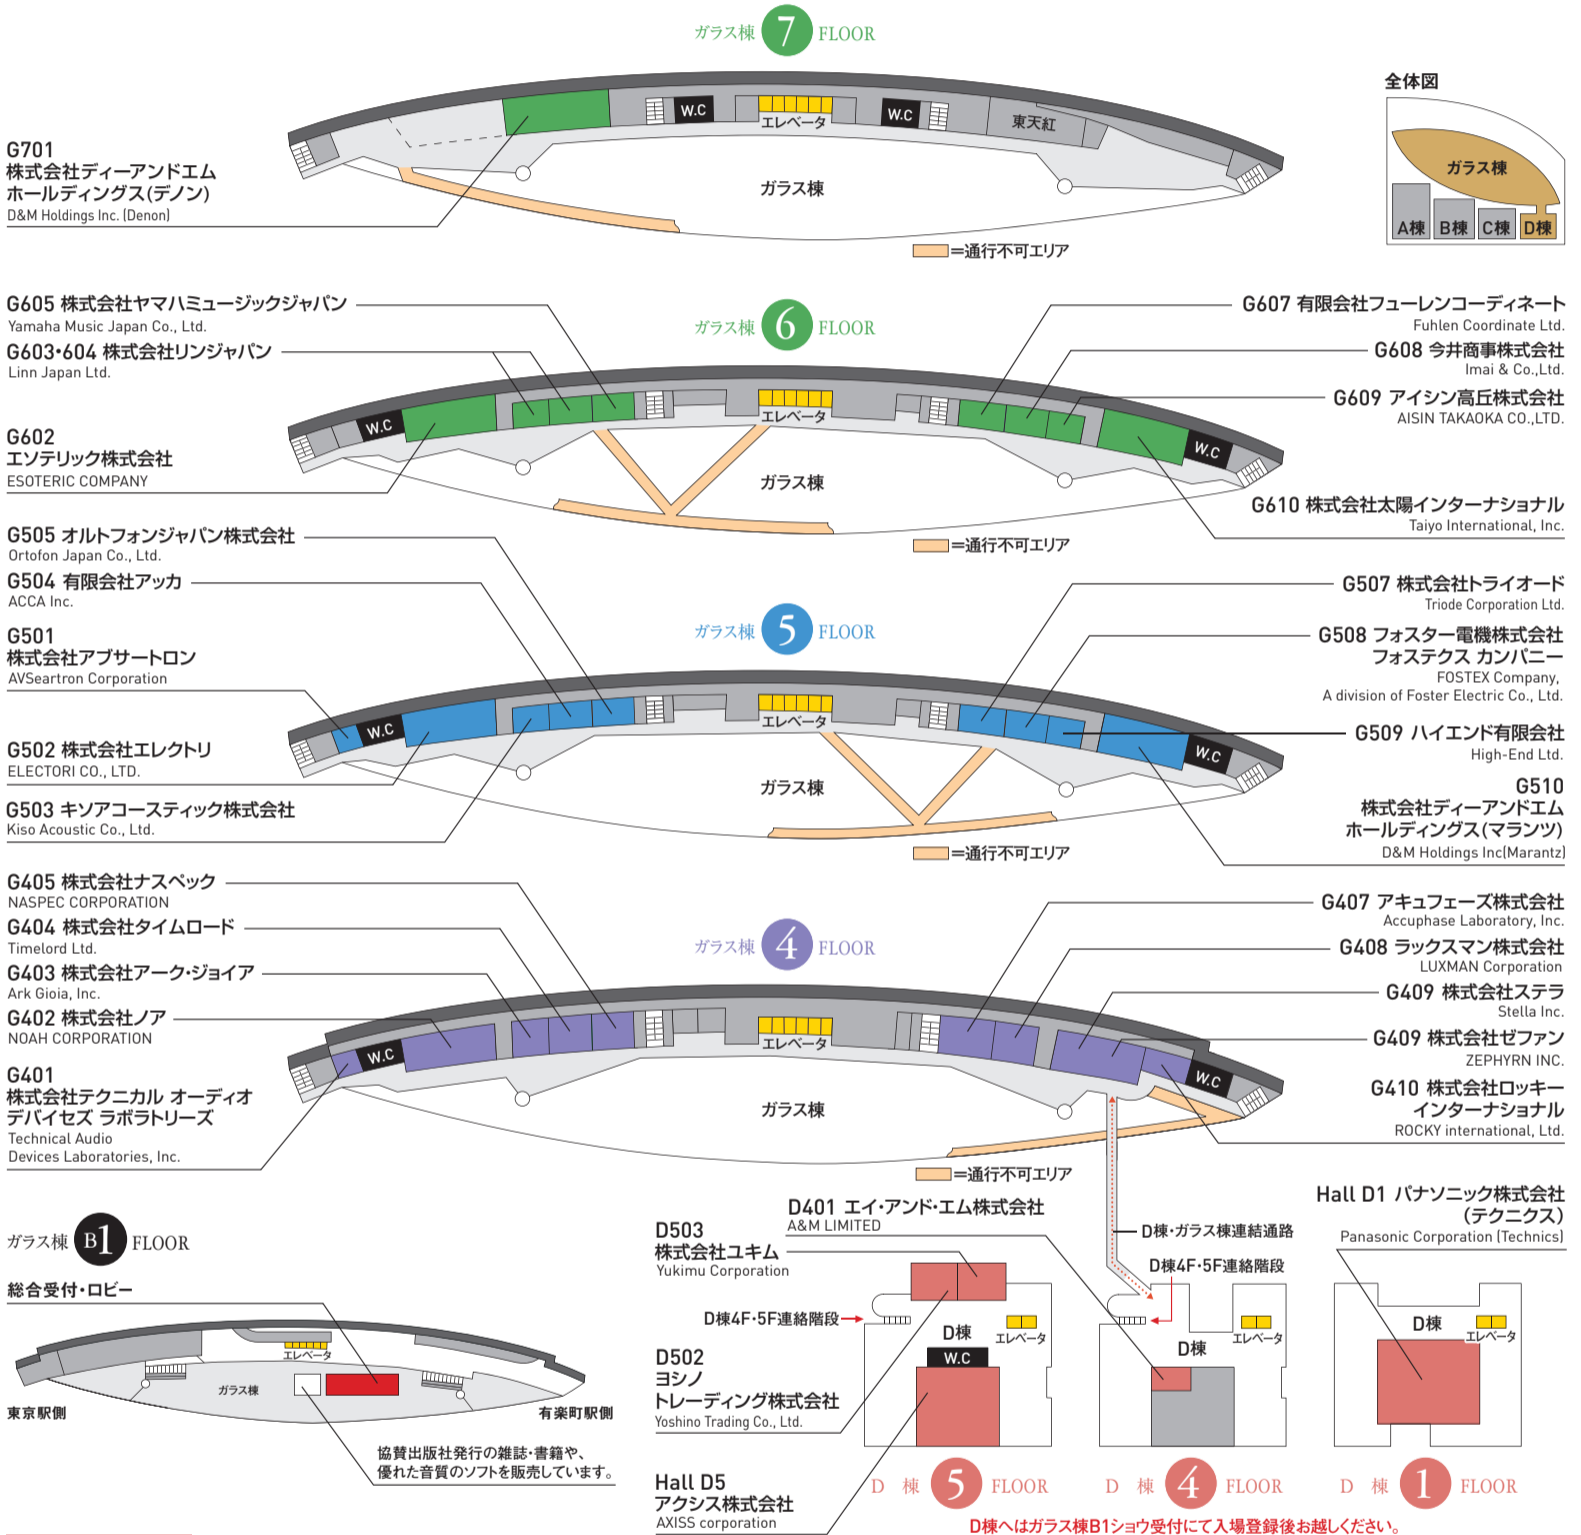 ガラス棟 7 FLOOR
G701
株式会社ディーアンドエム
ホールディングス(デノン)
D&M Holdings Inc. (Denon)
W.C
エレベータ
W.C
東天紅
ガラス棟
=通行不可エリア
全体図
ガラス棟
A棟 B棟 C棟 D棟
ガラス棟 6 FLOOR
G605 株式会社ヤマハミュージックジャパン
Yamaha Music Japan Co., Ltd.
G603•604 株式会社リンジャパン
Linn Japan Ltd.
G602
エソテリック株式会社
ESOTERIC COMPANY
W.C
エレベータ
W.C
ガラス棟
=通行不可エリア
G607 有限会社フューレンコーディネート
Fuhlen Coordinate Ltd.
G608 今井商事株式会社
Imai & Co.,Ltd.
G609 アイシン高丘株式会社
AISIN TAKAOKA CO.,LTD.
G610 株式会社太陽インターナショナル
Taiyo International, Inc.
ガラス棟 5 FLOOR
G505 オルトフォンジャパン株式会社
Ortofon Japan Co., Ltd.
G504 有限会社アッカ
ACCA Inc.
G501
株式会社アブサートロン
AVSeartron Corporation
G502 株式会社エレクトリ
ELECTORI CO., LTD.
G503 キソアコースティック株式会社
Kiso Acoustic Co., Ltd.
W.C
エレベータ
W.C
ガラス棟
=通行不可エリア
G507 株式会社トライオード
Triode Corporation Ltd.
G508 フォスター電機株式会社
フォステクス カンパニー
FOSTEX Company,
A division of Foster Electric Co., Ltd.
G509 ハイエンド有限会社
High-End Ltd.
G510
株式会社ディーアンドエム
ホールディングス(マランツ)
D&M Holdings Inc(Marantz)
ガラス棟 4 FLOOR
G405 株式会社ナスペック
NASPEC CORPORATION
G404 株式会社タイムロード
Timelord Ltd.
G403 株式会社アーク・ジョイア
Ark Gioia, Inc.
G402 株式会社ノア
NOAH CORPORATION
G401
株式会社テクニカル オーディオ
デバイセズ ラボラトリーズ
Technical Audio
Devices Laboratories, Inc.
W.C
エレベータ
W.C
ガラス棟
=通行不可エリア
G407 アキュフェーズ株式会社
Accuphase Laboratory, Inc.
G408 ラックスマン株式会社
LUXMAN Corporation
G409 株式会社ステラ
Stella Inc.
G409 株式会社ゼファン
ZEPHYRN INC.
G410 株式会社ロッキー
インターナショナル
ROCKY international, Ltd.
ガラス棟 B1 FLOOR
総合受付・ロビー
エレベータ
ガラス棟
東京駅側
有楽町駅側
協賛出版社発行の雑誌・書籍や、
優れた音質のソフトを販売しています。
D401 エイ・アンド・エム株式会社
A&M LIMITED
D503
株式会社ユキム
Yukimu Corporation
D棟4F・5F連絡階段
D502
ヨシノ
トレーディング株式会社
Yoshino Trading Co., Ltd.
Hall D5
アクシス株式会社
AXISS corporation
D棟
エレベータ
W.C
D 棟 5 FLOOR
D棟・ガラス棟連結通路
D棟4F・5F連絡階段
D棟
エレベータ
D 棟 4 FLOOR
Hall D1 パナソニック株式会社
(テクニクス)
Panasonic Corporation (Technics)
D棟
エレベータ
D 棟 1 FLOOR
D棟へはガラス棟B1ショウ受付にて入場登録後お越しください。